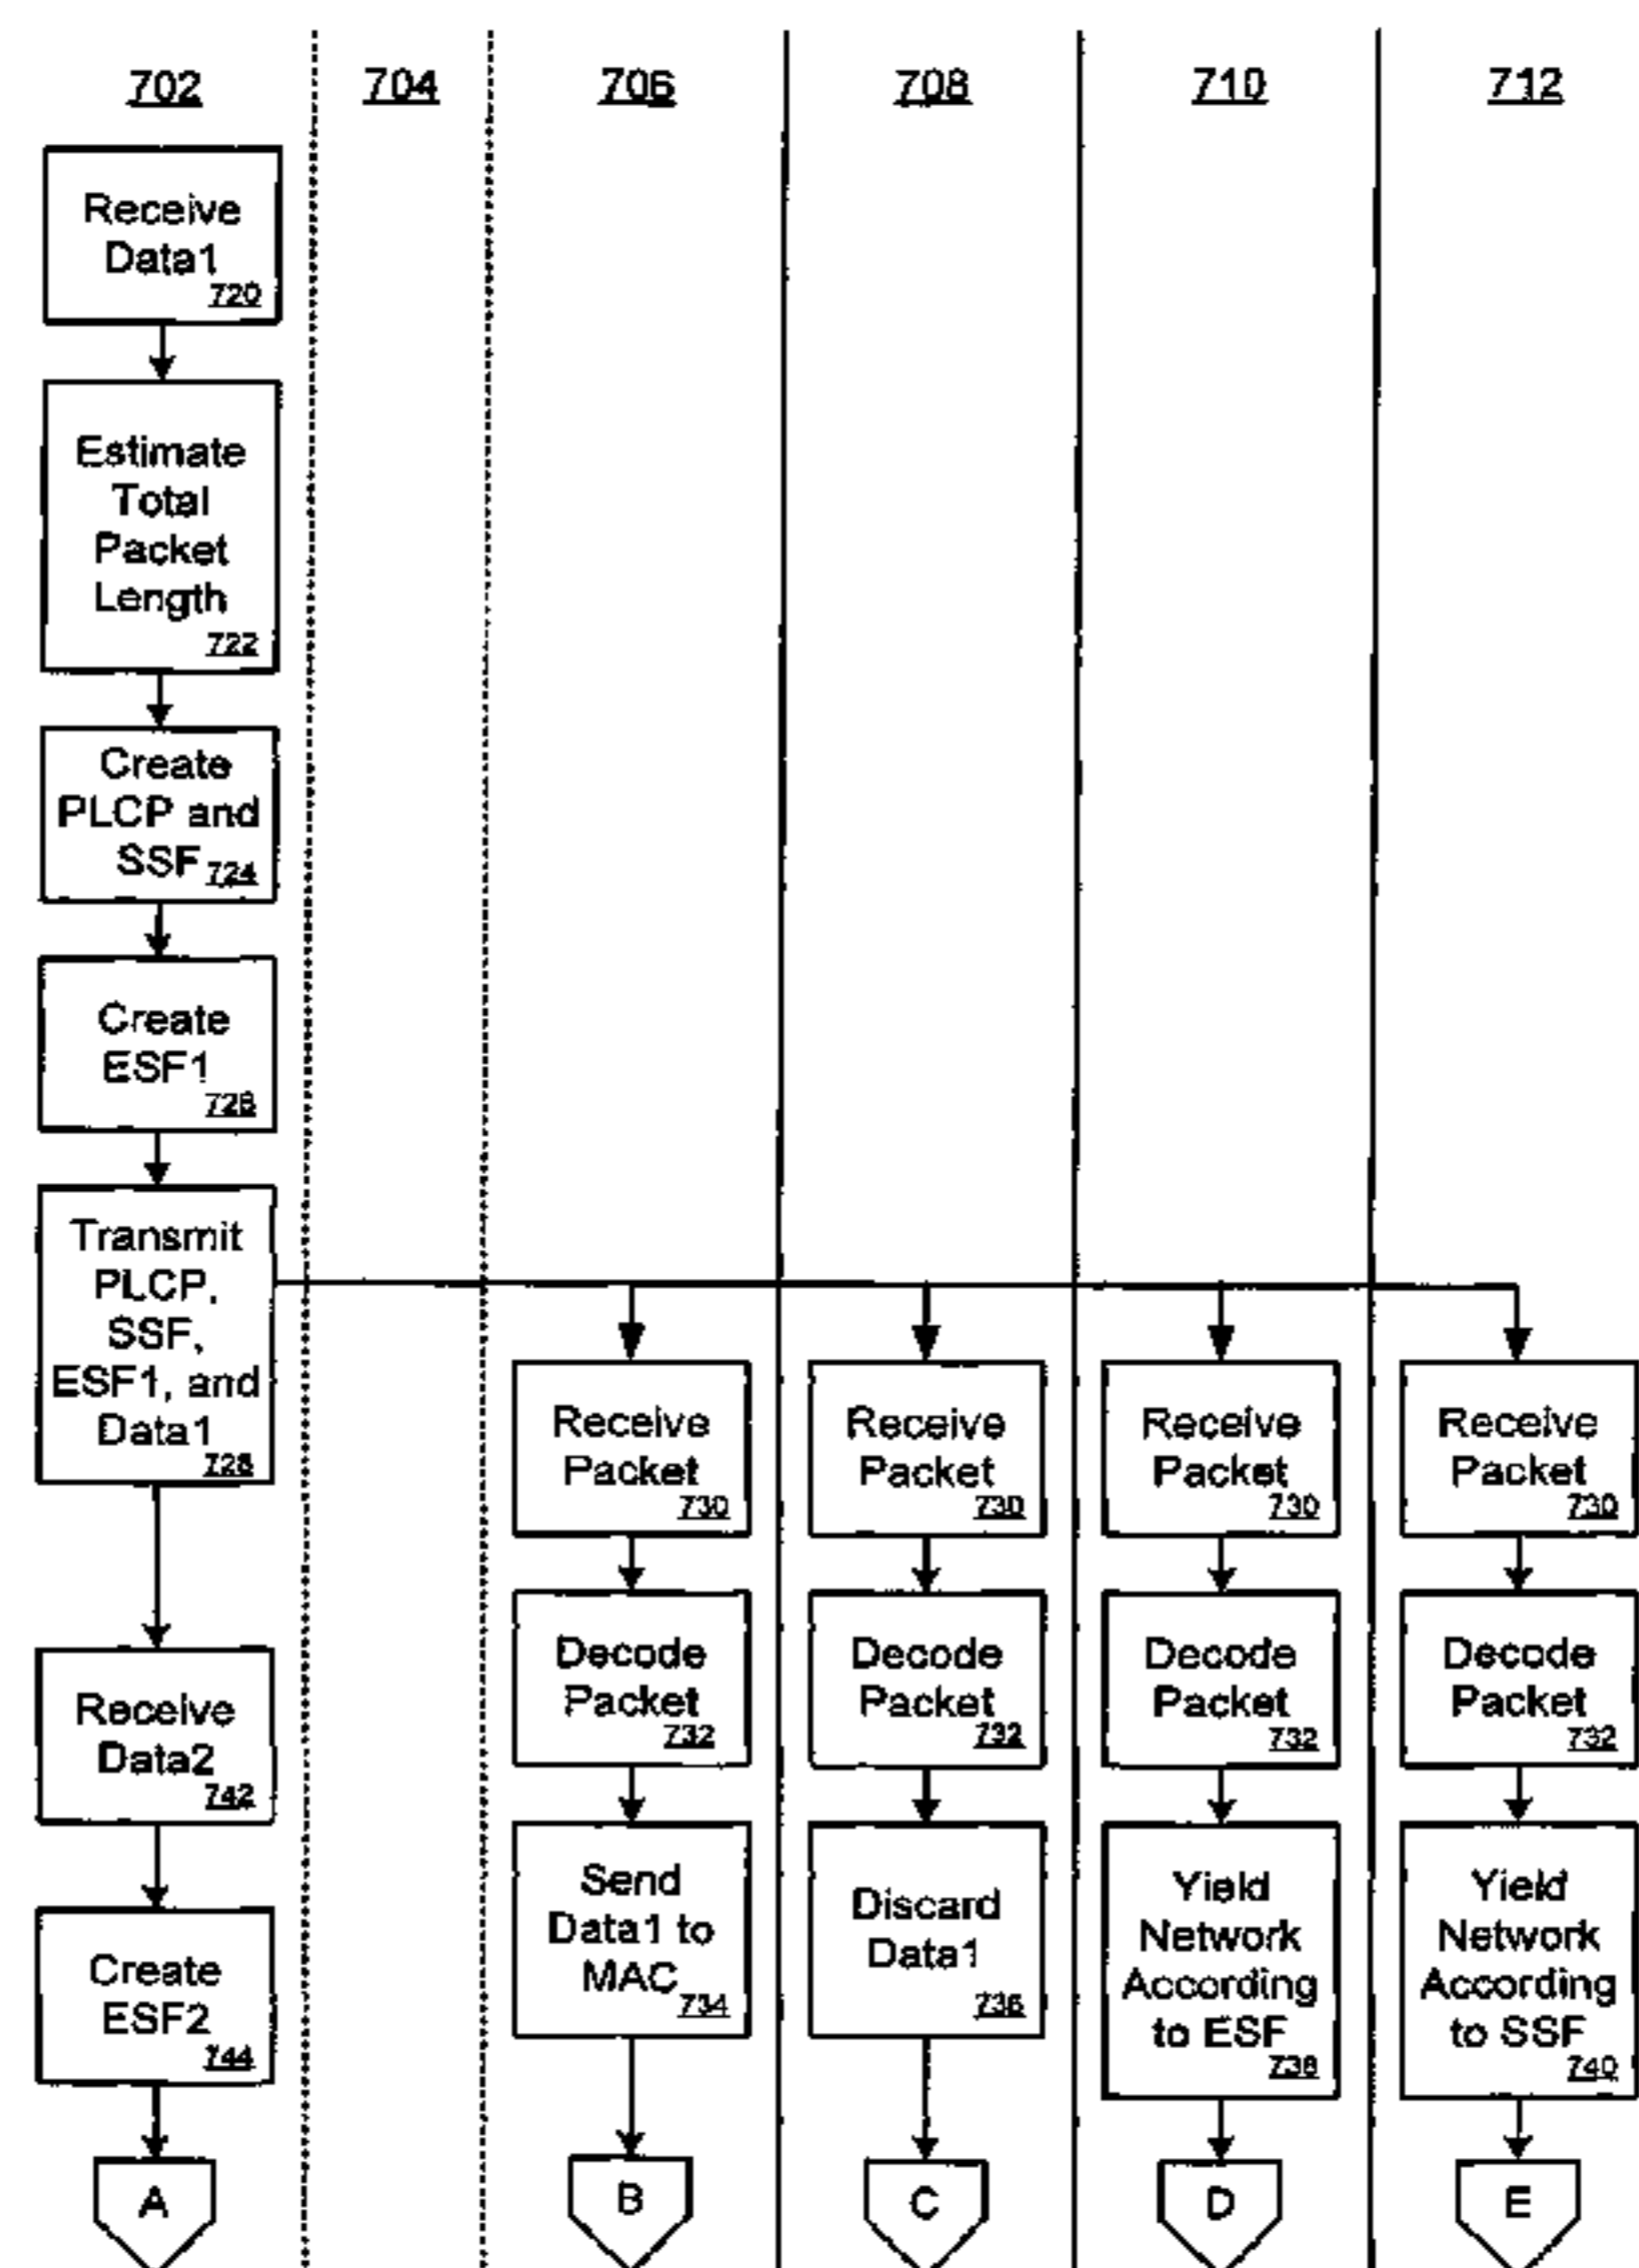 702
704
706
708
710
712
Receive
Data1
720
Estimate
Total
Packet
Length
722
Create
PLCP and
SSF 724
Create
ESF1
726
Transmit
PLCP,
SSF,
ESF1, and
Data1
728
Receive
Packet
730
Receive
Packet
730
Receive
Packet
730
Receive
Packet
730
Decode
Packet
732
Decode
Packet
732
Decode
Packet
732
Decode
Packet
732
Receive
Data2
742
Send
Data1 to
MAC
734
Discard
Data1
736
Yield
Network
According
to ESF
738
Yield
Network
According
to SSF
740
Create
ESF2
744
A
B
C
D
E